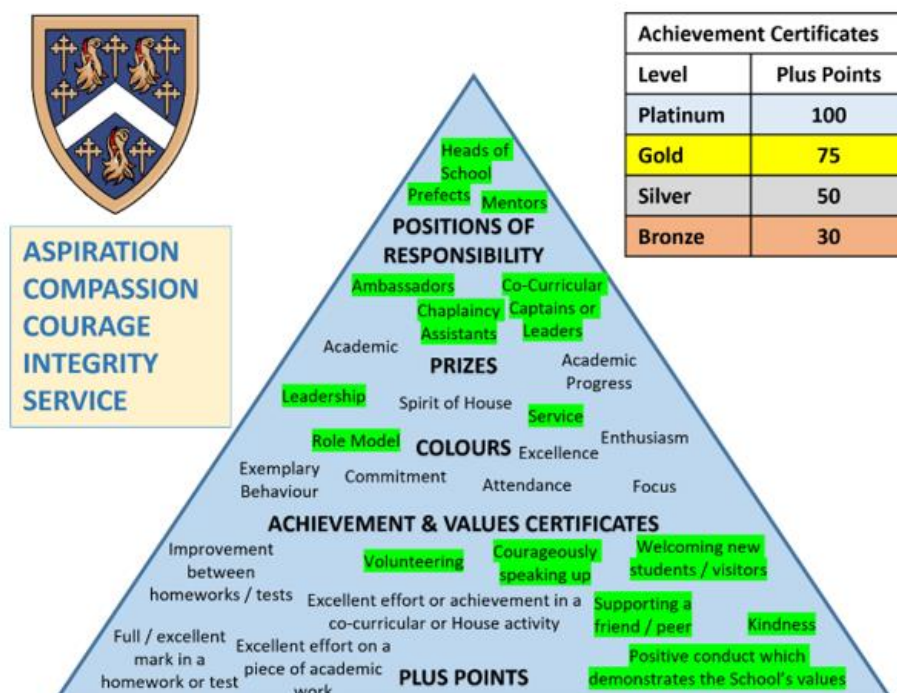 Achievement Certificates
Level Plus Points
Platinum 100
Gold 75
Silver 50
Bronze 30
ASPIRATION
COMPASSION
COURAGE
INTEGRITY
SERVICE
Heads of
School
Prefects
Mentors
POSITIONS OF
RESPONSIBILITY
Ambassadors
Chaplaincy
Assistants
Co-Curricular
Captains or
Leaders
Academic
PRIZES
Academic
Progress
Leadership
Spirit of House
Service
Role Model
COLOURS
Excellence
Enthusiasm
Exemplary
Behaviour
Commitment
Attendance
Focus
ACHIEVEMENT & VALUES CERTIFICATES
Improvement
between
homeworks / tests
Volunteering
Courageously
speaking up
Welcoming new
students / visitors
Excellent effort or achievement in a
co-curricular or House activity
Supporting a
friend / peer
Kindness
Full / excellent
mark in a
homework or test
Excellent effort on a
piece of academic
work
PLUS POINTS
Positive conduct which
demonstrates the School's values